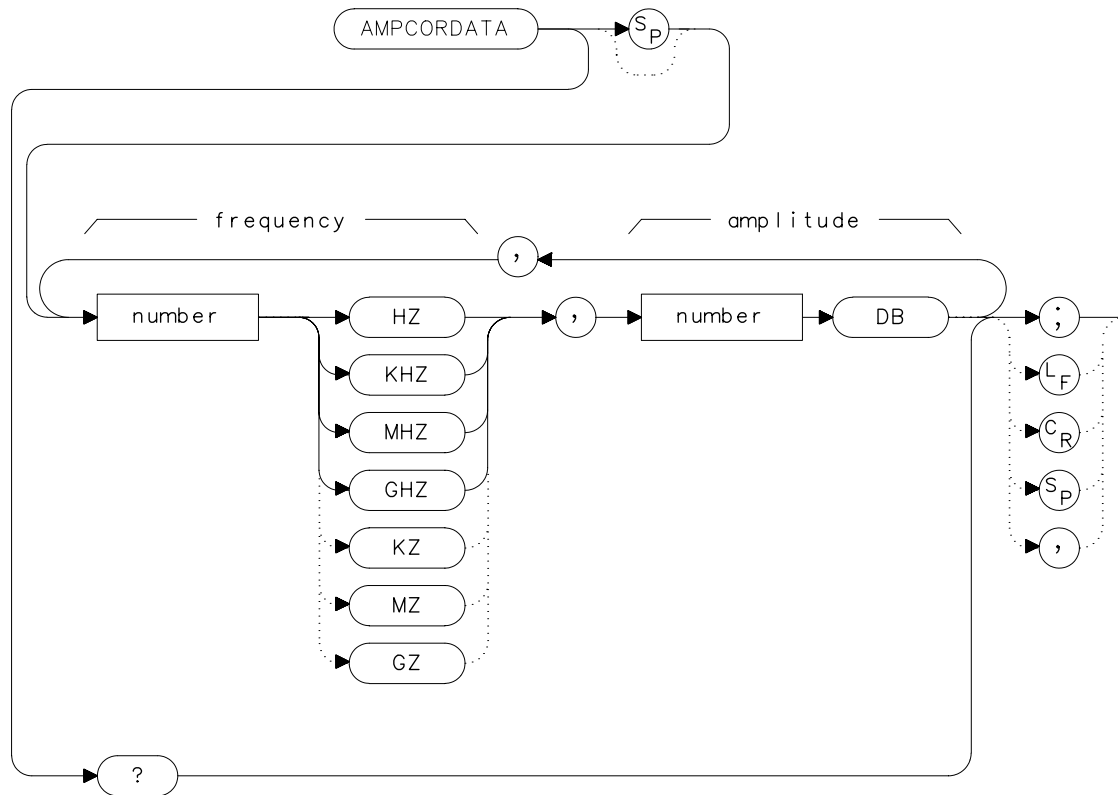 AMPCORDATA
SP
frequency
amplitude
,
number
HZ
,
number
DB
;
KHZ
LF
MHZ
CR
GHZ
SP
KZ
,
MZ
GZ
?